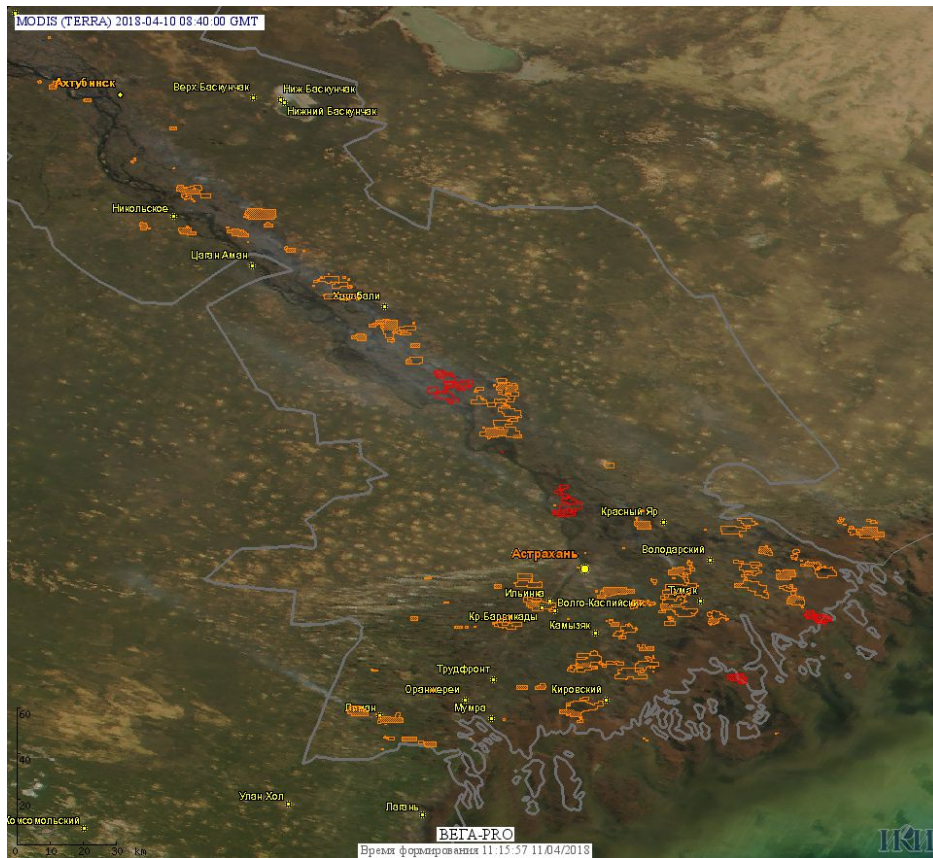 MODIS (TERRA) 2018-04-10 08:40:00 GMT
Ахтубинск
Верх.Баскунчак
Ниж Баскунчак
Нижний Баскунчак
Никольское
Цаган Аман
Харабали
Красный Яр
Астрахань
Володарский
Ильинка
Тумак
Волго-Каспийский
Кр.Баррикады
Камызяк
Трудфронт
Оранжереи
Кировский
Лиман
Мумра
60
40
20
Улан Хол
Лагань
Комсомольский
ВЕГА-PRO
0 10 20 30 km
Время формирования 11:15:57 11/04/2018
ИКИ